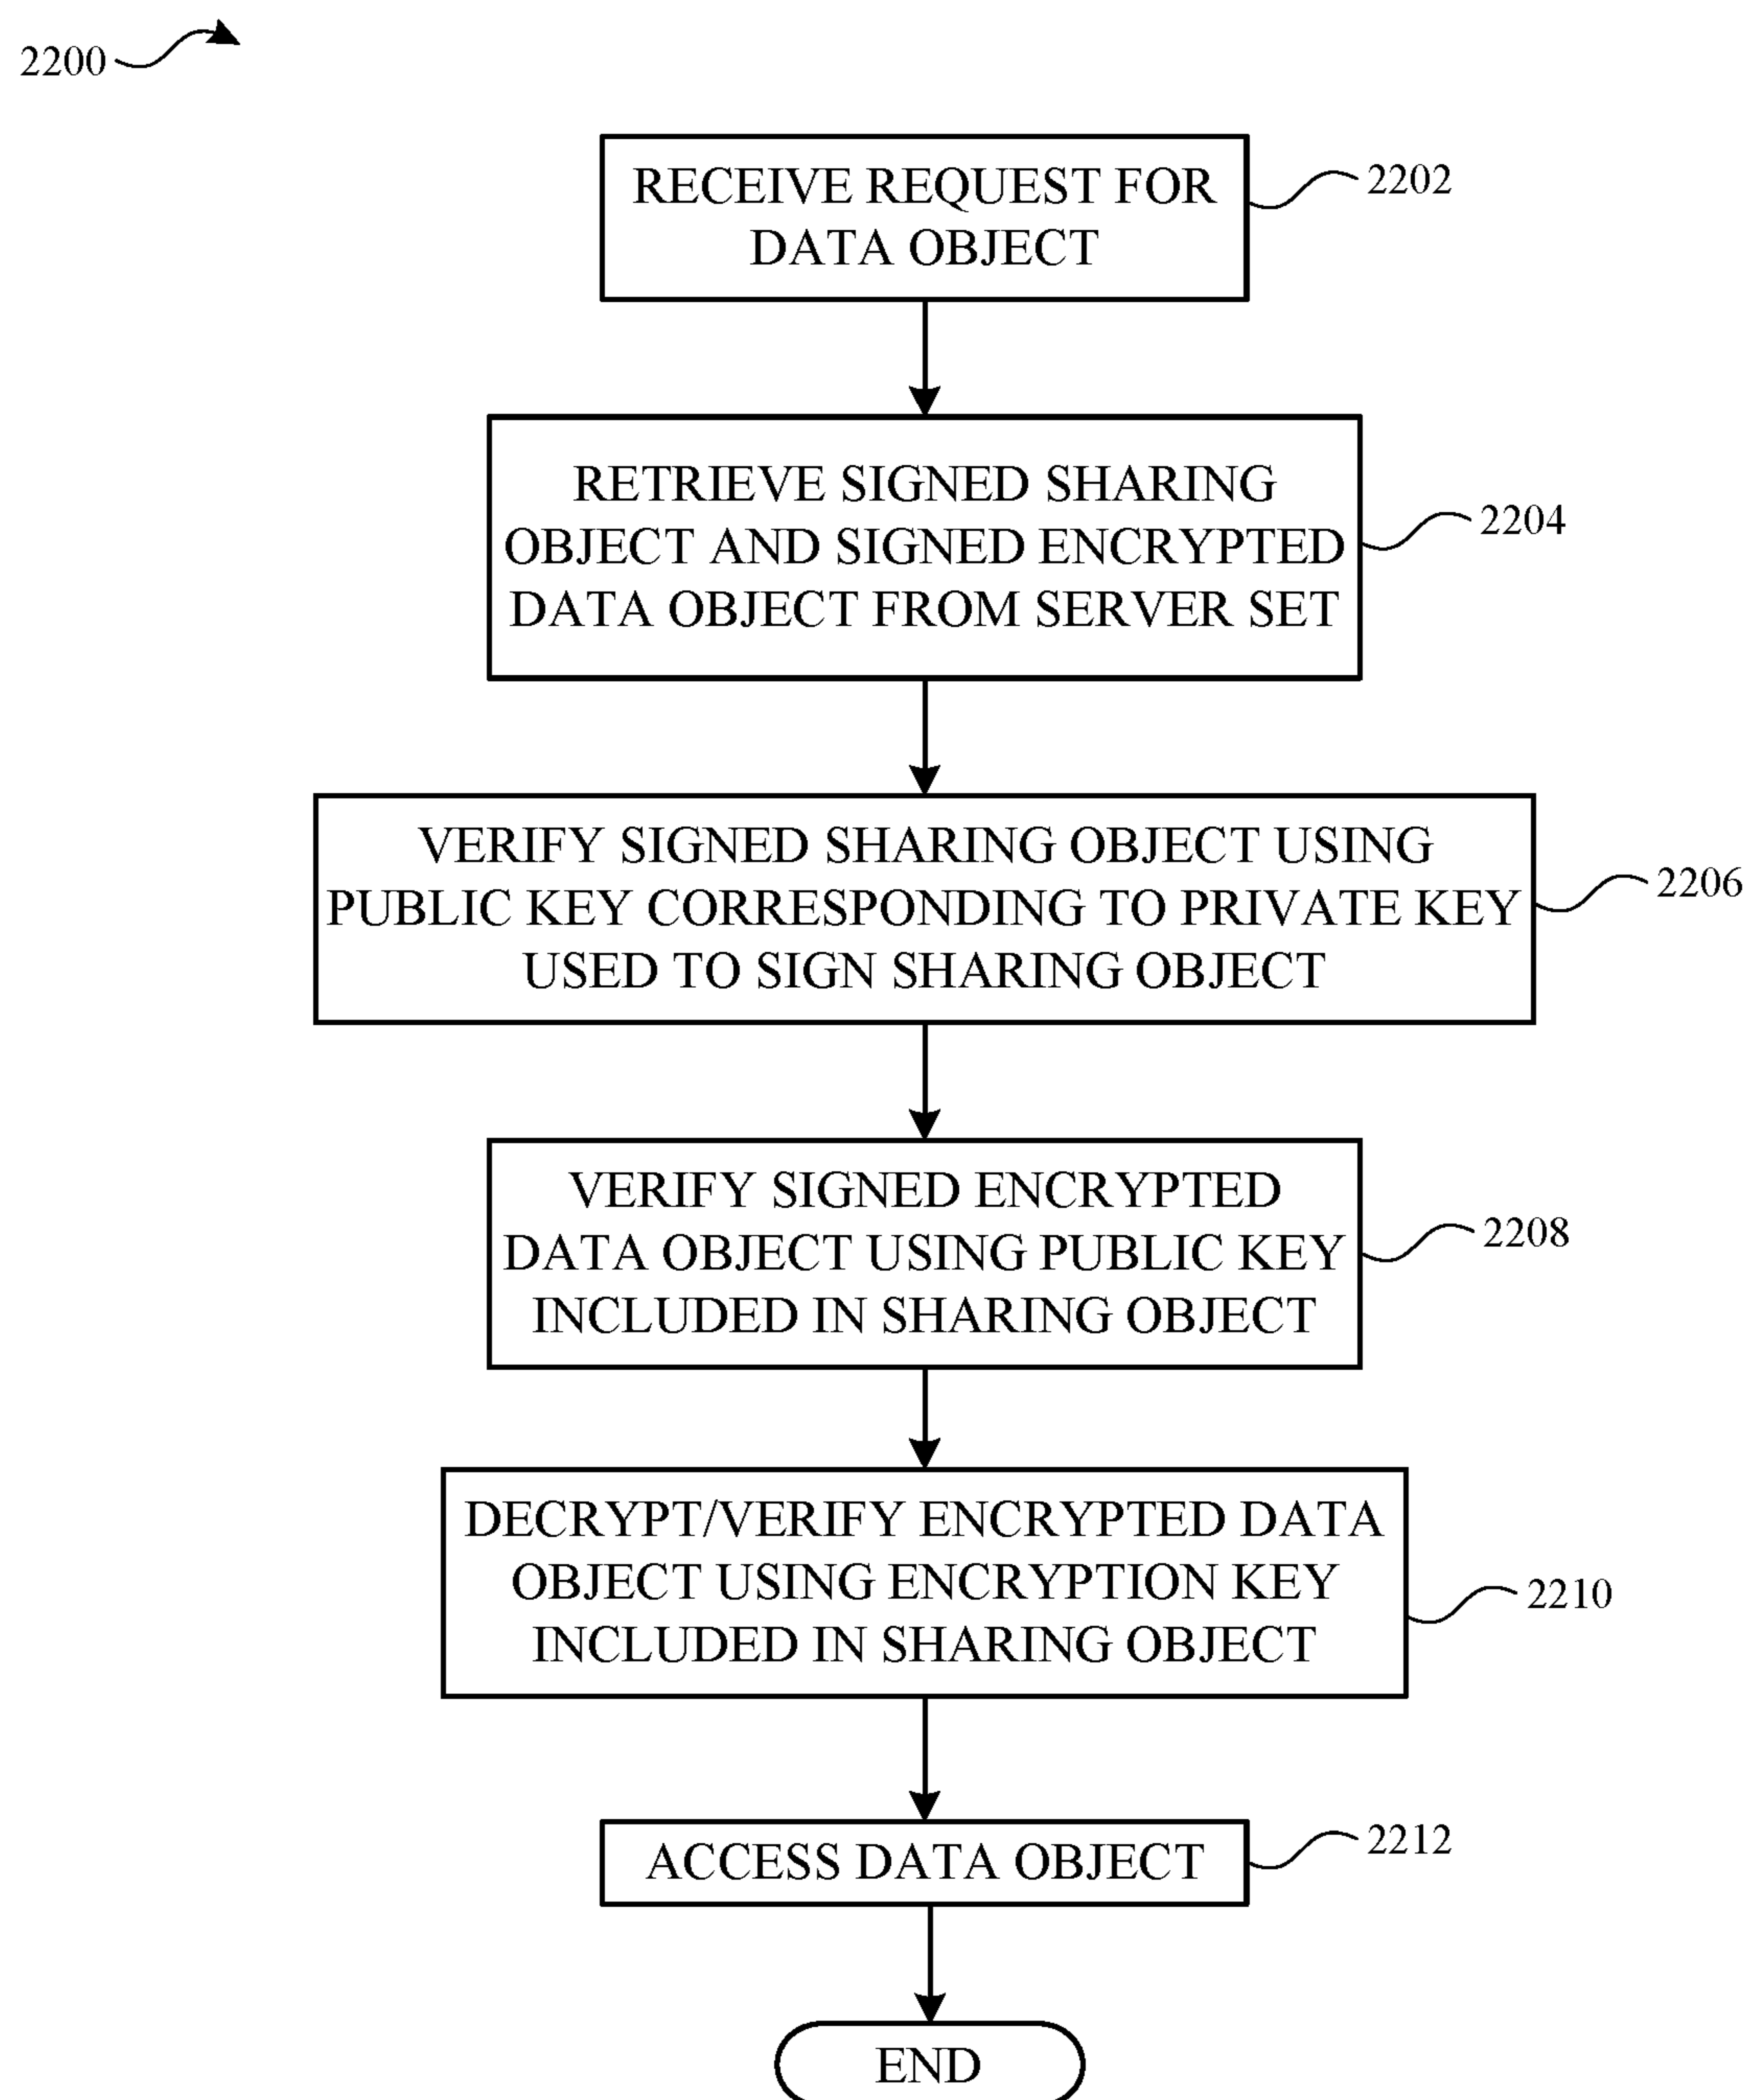 2200
RECEIVE REQUEST FOR
DATA OBJECT
2202
RETRIEVE SIGNED SHARING
OBJECT AND SIGNED ENCRYPTED
DATA OBJECT FROM SERVER SET
2204
VERIFY SIGNED SHARING OBJECT USING
PUBLIC KEY CORRESPONDING TO PRIVATE KEY
USED TO SIGN SHARING OBJECT
2206
VERIFY SIGNED ENCRYPTED
DATA OBJECT USING PUBLIC KEY
INCLUDED IN SHARING OBJECT
2208
DECRYPT/VERIFY ENCRYPTED DATA
OBJECT USING ENCRYPTION KEY
INCLUDED IN SHARING OBJECT
2210
ACCESS DATA OBJECT
2212
END